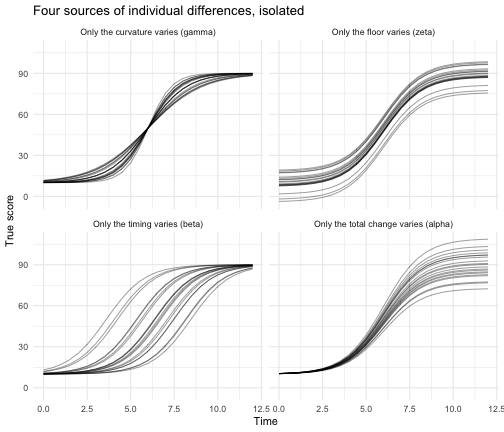 Four sources of individual differences, isolated
Only the curvature varies (gamma)
Only the floor varies (zeta)
90
60
30
0
True score
Only the timing varies (beta)
Only the total change varies (alpha)
90
60
30
0
0.0 2.5 5.0 7.5 10.0 12.5 0.0 2.5 5.0 7.5 10.0 12.5
Time